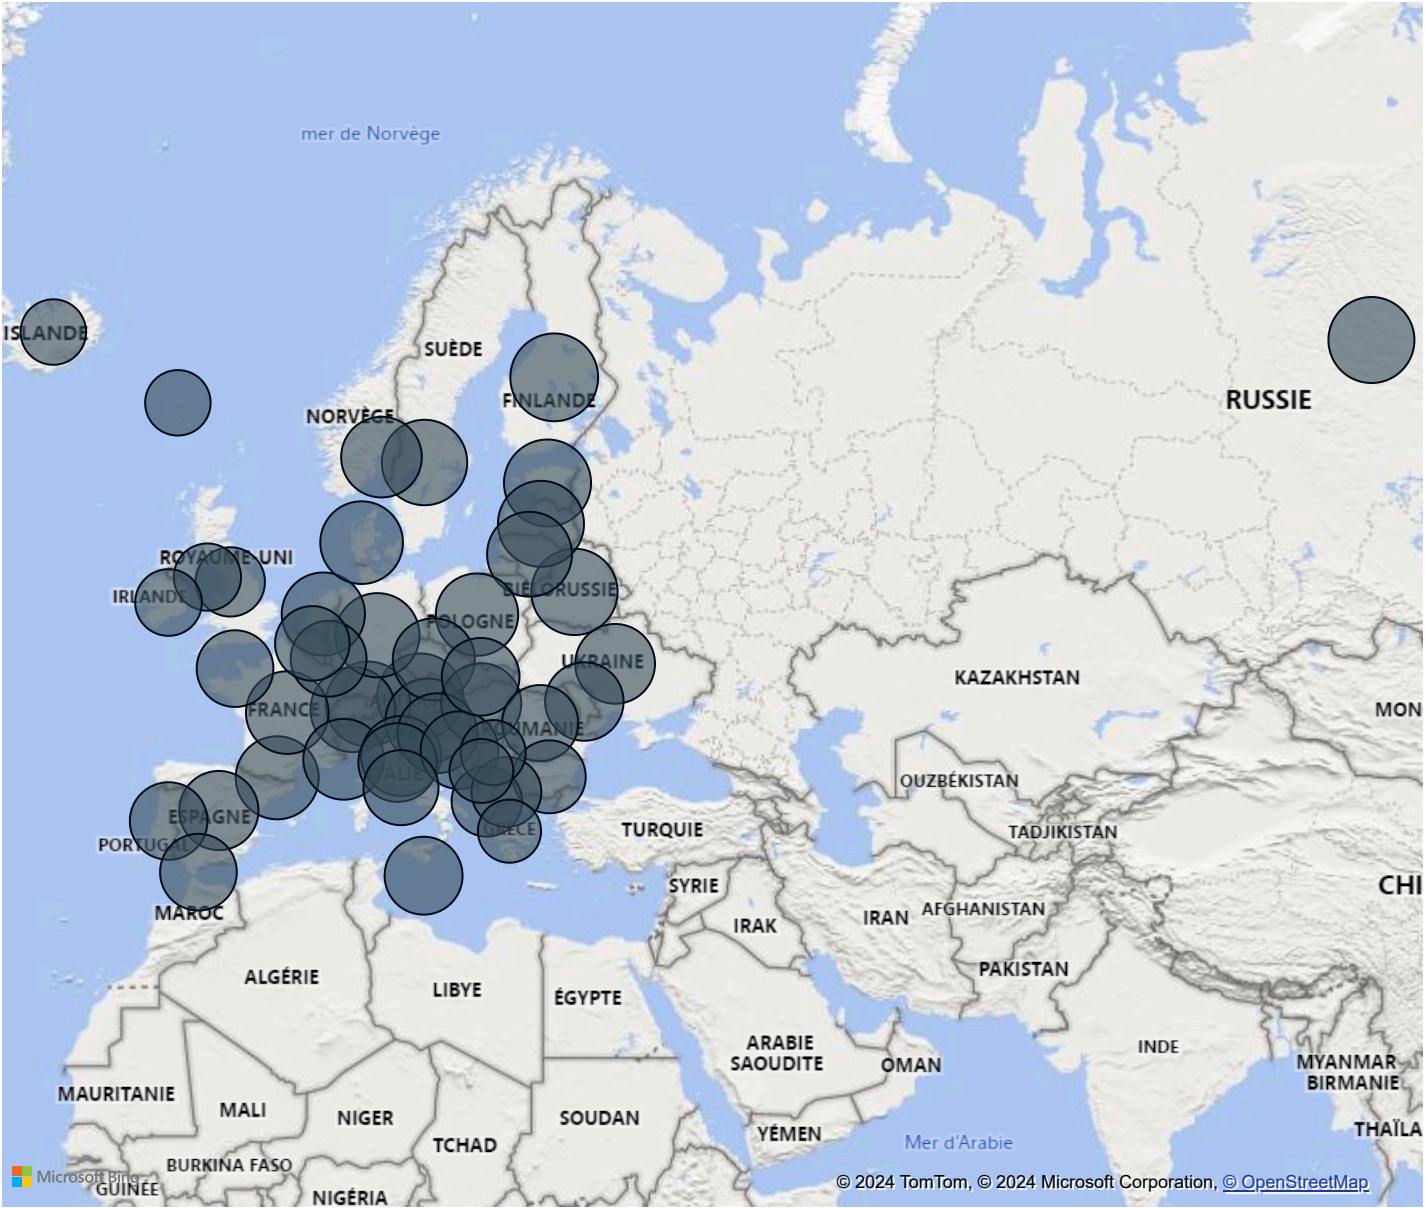 mer de Norvège
ISLANDE
SUÈDE
FINLANDE
NORVÈGE
RUSSIE
ROYAUME-UNI
IRLANDE
BIÉLORUSSIE
POLOGNE
UKRAINE
KAZAKHSTAN
FRANCE
MON
ROUMANIE
OUZBÉKISTAN
ESPAGNE
PORTUGAL
GRÈCE
TURQUIE
TADJIKISTAN
SYRIE
CHI
MAROC
IRAK
IRAN
AFGHANISTAN
PAKISTAN
ALGÉRIE
LIBYE
ÉGYPTE
ARABIE
SAOUDITE
OMAN
INDE
MYANMAR
BIRMANIE
MAURITANIE
MALI
NIGER
SOUDAN
TCHAD
YÉMEN
Mer d'Arabie
THAÏLA
BURKINA FASO
Microsoft Bing
GUINÉE
NIGÉRIA
© 2024 TomTom, © 2024 Microsoft Corporation, © OpenStreetMap